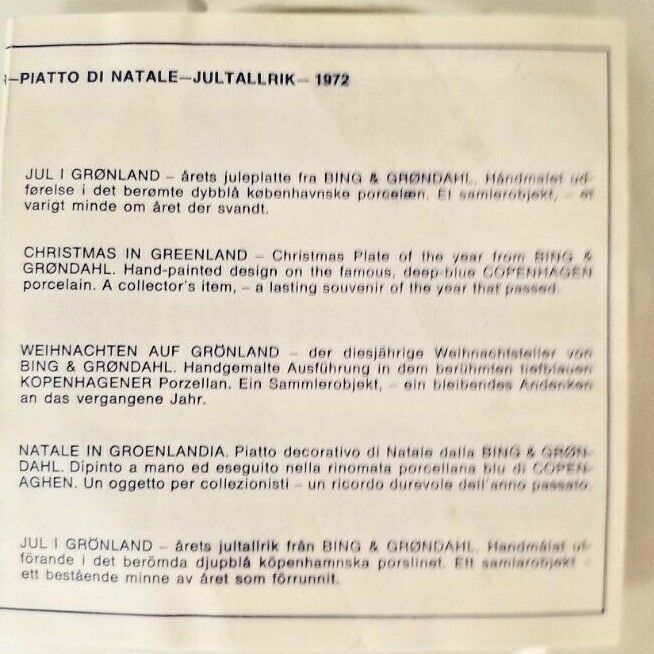 –PIATTO DI NATALE–JULTALLRIK– 1972
JUL I GRØNLAND – årets juleplatte fra BING & GRØNDAHL. Håndmalet ud-
førelse i det berømte dybblå københavnske porcelæn. Et samlerobjekt, – et
varigt minde om året der svandt.
CHRISTMAS IN GREENLAND – Christmas Plate of the year from BING &
GRØNDAHL. Hand-painted design on the famous, deep-blue COPENHAGEN
porcelain. A collector's item, – a lasting souvenir of the year that passed.
WEIHNACHTEN AUF GRÖNLAND – der diesjährige Weihnachtsteller von
BING & GRØNDAHL. Handgemalte Ausführung in dem berühmten tiefblauen
KOPENHAGENER Porzellan. Ein Sammlerobjekt, – ein bleibendes Andenken
an das vergangene Jahr.
NATALE IN GROENLANDIA. Piatto decorativo di Natale dalla BING & GRØN-
DAHL. Dipinto a mano ed eseguito nella rinomata porcellana blu di COPEN-
AGHEN. Un oggetto per collezionisti – un ricordo durevole dell'anno passato.
JUL I GRÖNLAND – årets jultallrik från BING & GRØNDAHL. Handmålat ut-
förande i det berömda djupblå köpenhamnska porslinet. Ett samlarobjekt –
ett bestående minne av året som förrunnit.